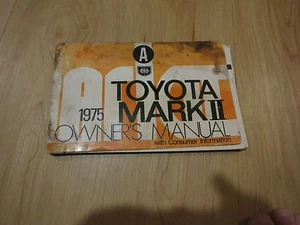 A
TOYOTA
1975 MARK II
OWNER'S MANUAL
with Consumer Information